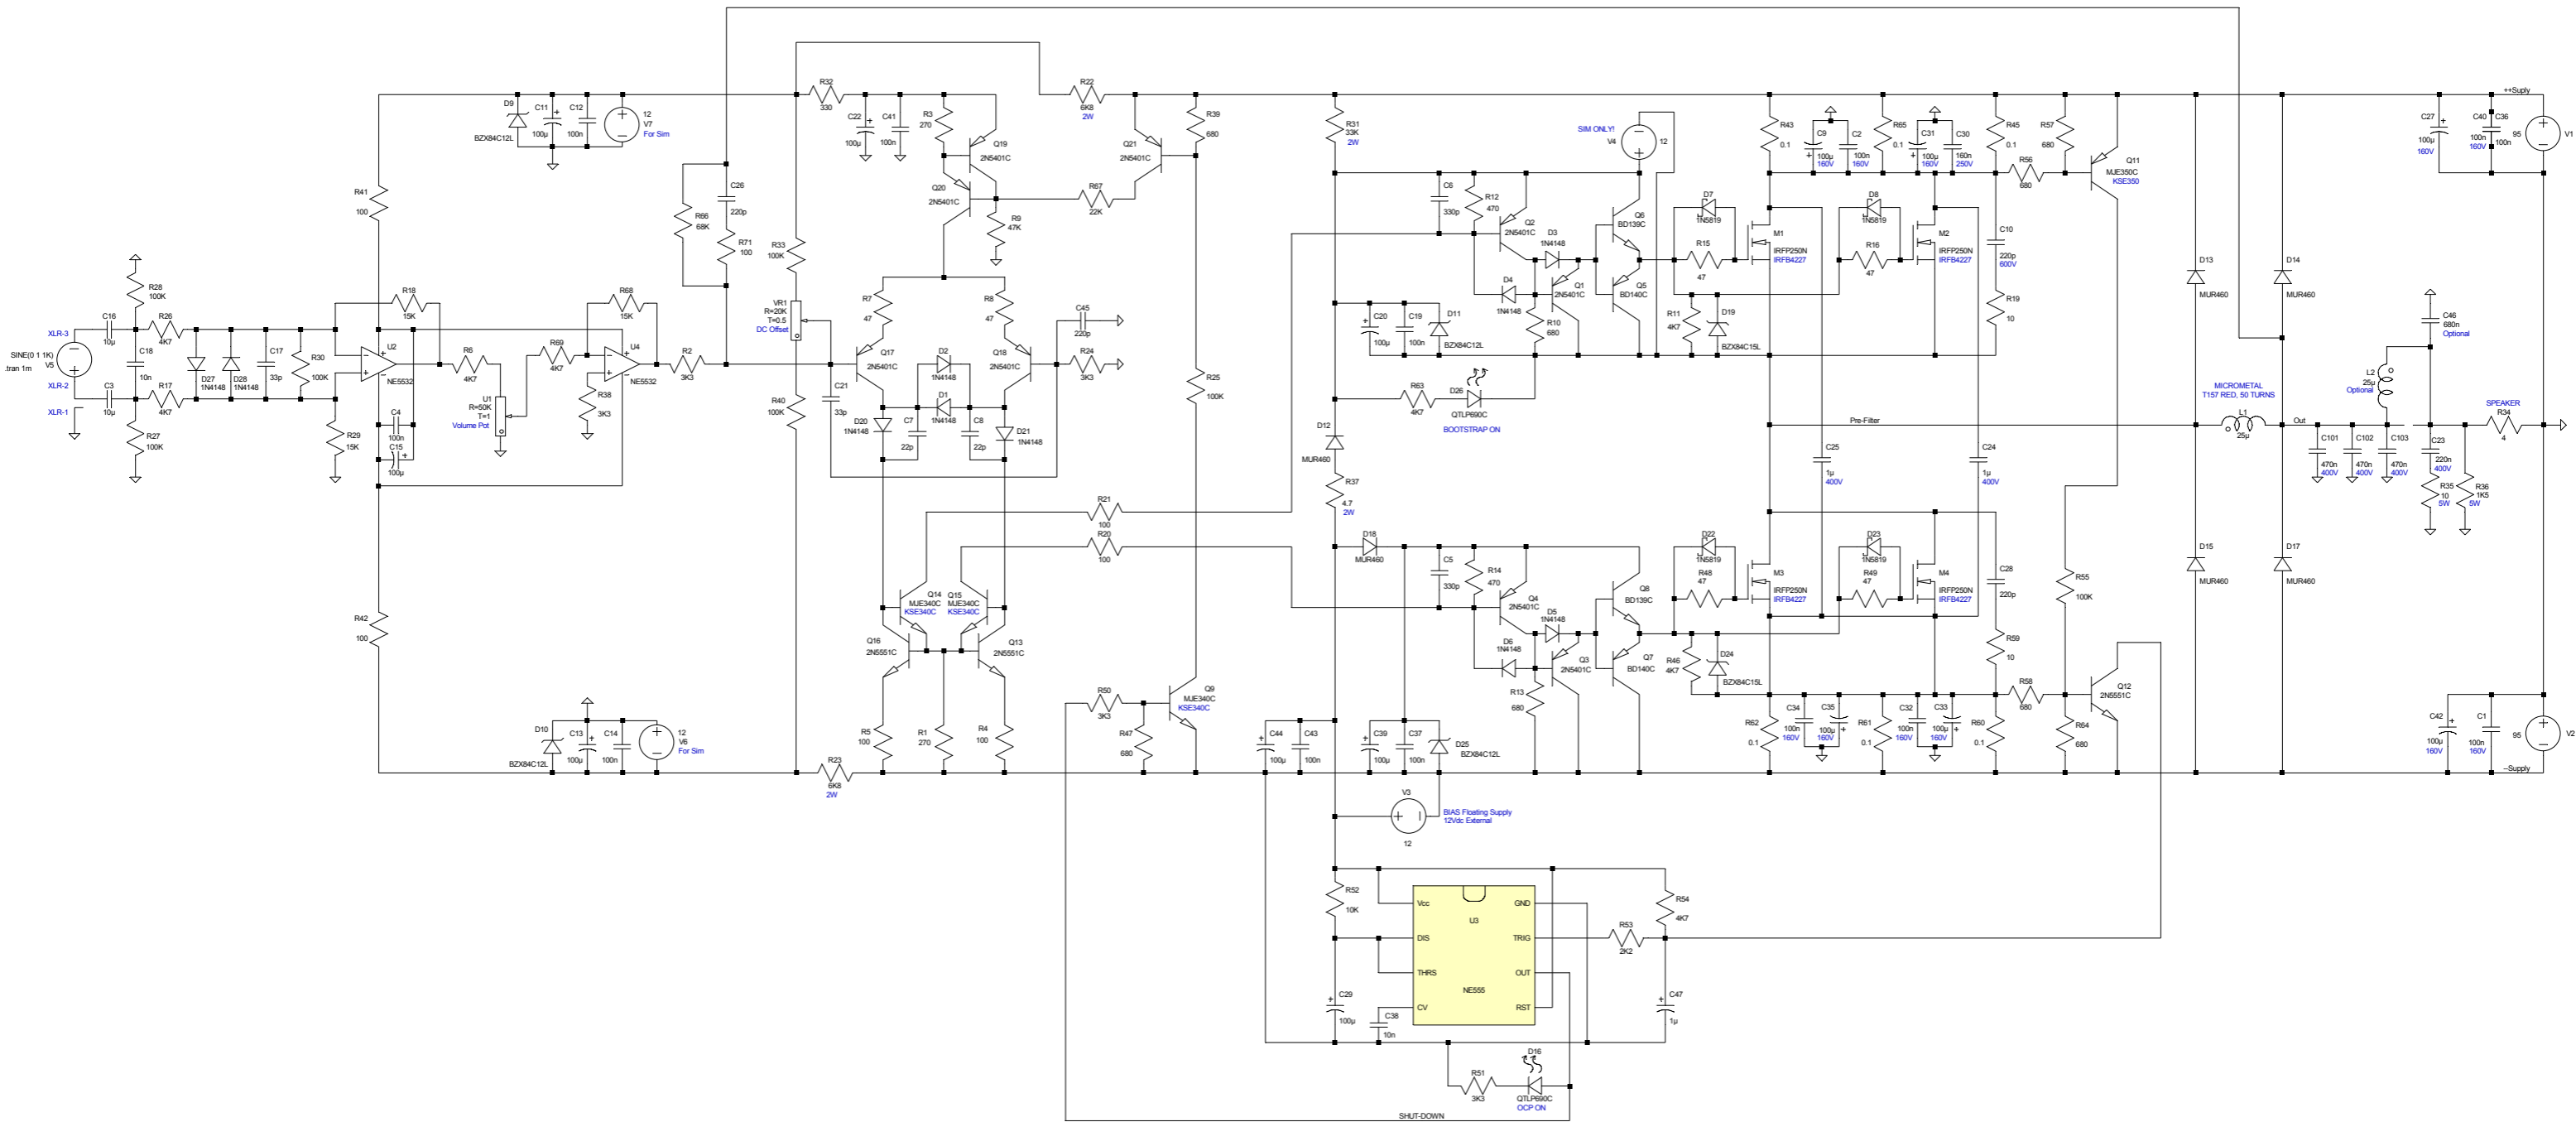 D9
BZX84C12L
C11
100µ
C12
100n
12
V7
For Sim
R32
330
C22
100µ
C41
100n
R3
270
Q19
2N5401C
Q20
2N5401C
R22
6K8
2W
Q21
2N5401C
R39
680
R67
22K
R9
47K
R41
100
R66
68K
C26
220p
R71
100
R33
100K
VR1
R=20K
T=0.5
DC Offset
R40
100K
XLR-3
SINE(0 1 1K)
.tran 1m
V5
XLR-2
XLR-1
C16
10µ
C3
10µ
R28
100K
R27
100K
C18
10n
R26
4K7
R17
4K7
D27
1N4148
D28
1N4148
C17
33p
R30
100K
R29
15K
R18
15K
U2
NE5532
C4
100n
C15
100µ
R6
4K7
U1
R=50K
T=1
Volume Pot
R69
4K7
R68
15K
U4
NE5532
R38
3K3
R2
3K3
R7
47
R8
47
Q17
2N5401C
Q18
2N5401C
D2
1N4148
D1
1N4148
C21
33p
D20
1N4148
C7
22p
C8
22p
D21
1N4148
C45
220p
R24
3K3
R25
100K
R21
100
R20
100
Q14
MJE340C
KSE340C
Q15
MJE340C
KSE340C
Q16
2N5551C
Q13
2N5551C
R5
100
R1
270
R4
100
R42
100
D10
BZX84C12L
C13
100µ
C14
100n
12
V6
For Sim
R23
6K8
2W
R50
3K3
R47
680
Q9
MJE340C
KSE340C
R31
33K
2W
SIM ONLY!
V4
12
C6
330p
R12
470
Q2
2N5401C
D3
1N4148
D4
1N4148
Q1
2N5401C
R10
680
Q6
BD139C
Q5
BD140C
C20
100µ
C19
100n
D11
BZX84C12L
R63
4K7
D26
QTLP690C
BOOTSTRAP ON
D12
MUR460
R37
4.7
2W
D7
1N5819
R15
47
R11
4K7
D19
BZX84C15L
M1
IRFP250N
IRFB4227
D8
1N5819
R16
47
M2
IRFP250N
IRFB4227
R43
0.1
C9
100µ
160V
C2
100n
160V
R65
0.1
C31
100µ
160V
C30
160n
250V
R45
0.1
R57
680
R56
680
Q11
MJE350C
KSE350
C10
220p
600V
R19
10
Pre-Filter
C25
1µ
400V
C24
1µ
400V
D13
MUR460
D14
MUR460
D15
MUR460
D17
MUR460
MICROMETAL
T157 RED, 50 TURNS
L1
25µ
Out
C101
470n
400V
C102
470n
400V
C103
470n
400V
L2
25µ
Optional
C46
680n
Optional
C23
220n
400V
R35
10
5W
R36
1K5
5W
SPEAKER
R34
4
++Suply
C27
100µ
160V
C40
100n
160V
C36
100n
95
V1
D18
MUR460
C5
330p
R14
470
Q4
2N5401C
D5
1N4148
D6
1N4148
Q3
2N5401C
R13
680
Q8
BD139C
Q7
BD140C
D22
1N5819
R48
47
R46
4K7
D24
BZX84C15L
M3
IRFP250N
IRFB4227
D23
1N5819
R49
47
M4
IRFP250N
IRFB4227
C28
220p
R59
10
R55
100K
R58
680
R64
680
Q12
2N5551C
R62
0.1
C34
100n
160V
C35
100µ
160V
R61
0.1
C32
100n
160V
C33
100µ
160V
R60
0.1
C42
100µ
160V
C1
100n
160V
95
V2
--Supply
C44
100µ
C43
100n
C39
100µ
C37
100n
D25
BZX84C12L
V3
12
BIAS Floating Supply
12Vdc External
R52
10K
R54
4K7
Vcc
GND
U3
DIS
TRIG
THRS
OUT
NE555
CV
RST
R53
2K2
C29
100µ
C38
10n
C47
1µ
R51
3K3
D16
QTLP690C
OCP ON
SHUT-DOWN